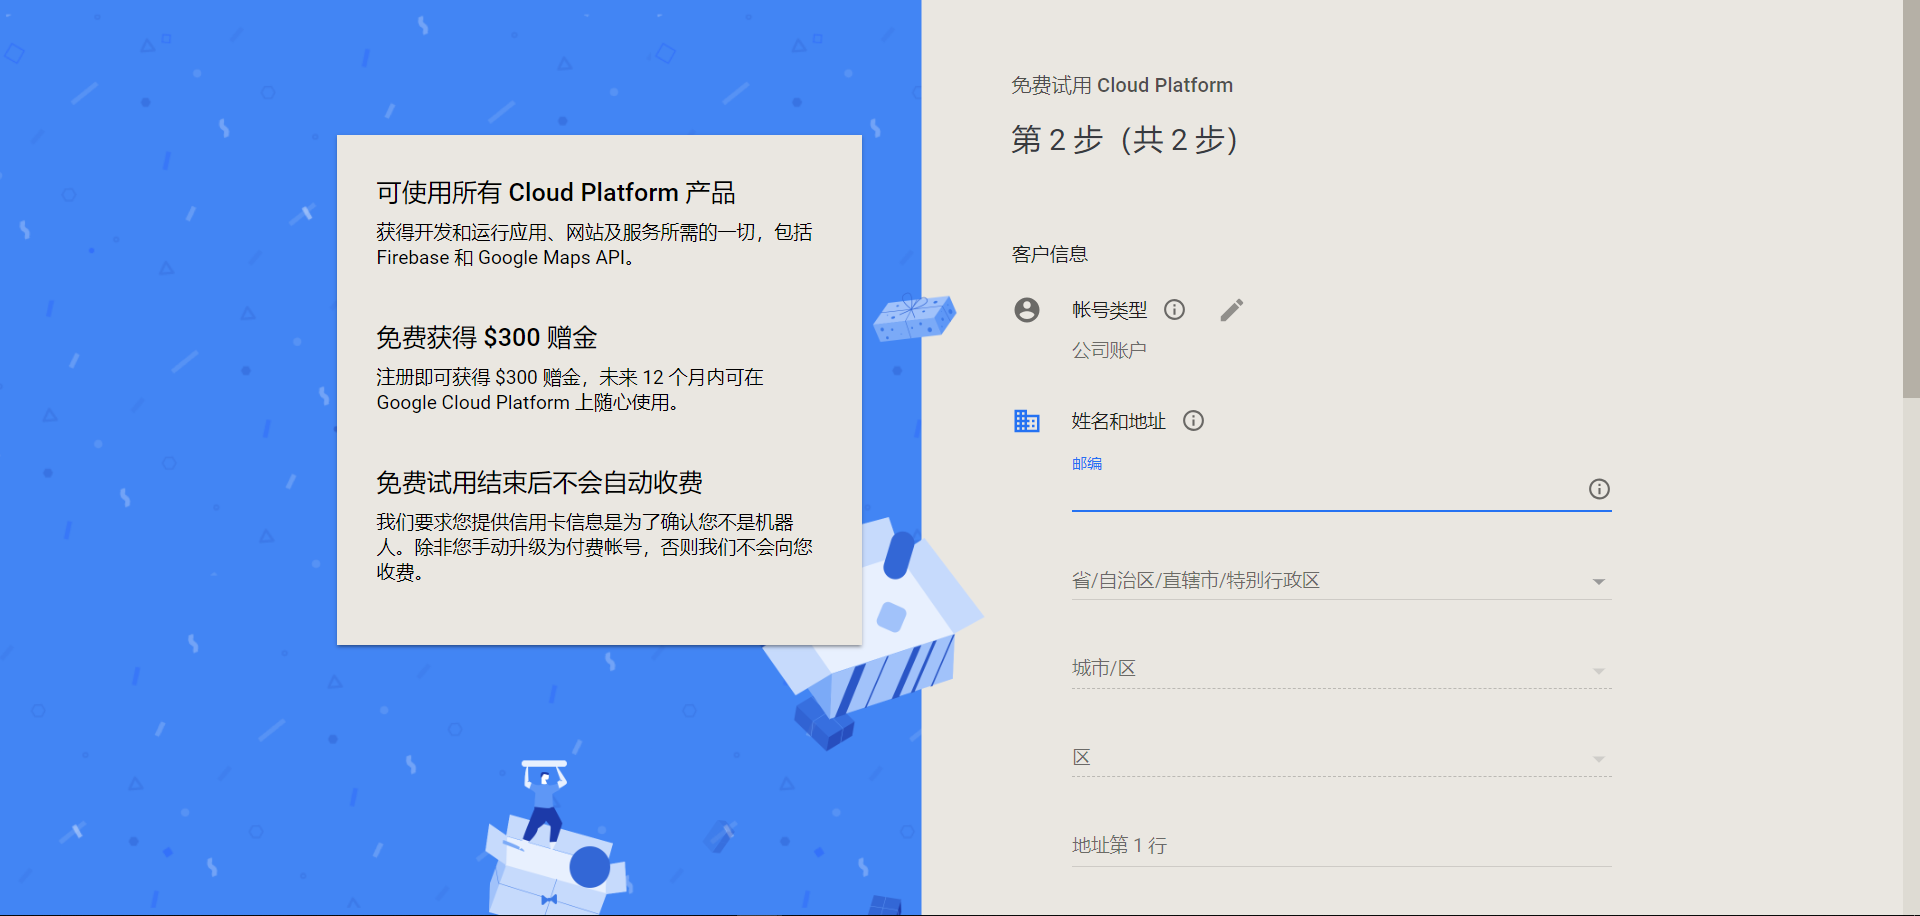 可使用所有 Cloud Platform 产品
获得开发和运行应用、网站及服务所需的一切，包括
Firebase 和 Google Maps API。
免费获得 $300 赠金
注册即可获得 $300 赠金，未来 12 个月内可在
Google Cloud Platform 上随心使用。
免费试用结束后不会自动收费
我们要求您提供信用卡信息是为了确认您不是机器
人。除非您手动升级为付费帐号，否则我们不会向您
收费。
免费试用 Cloud Platform
第 2 步（共 2 步）
客户信息
帐号类型
公司账户
姓名和地址
邮编
省/自治区/直辖市/特别行政区
城市/区
区
地址第 1 行